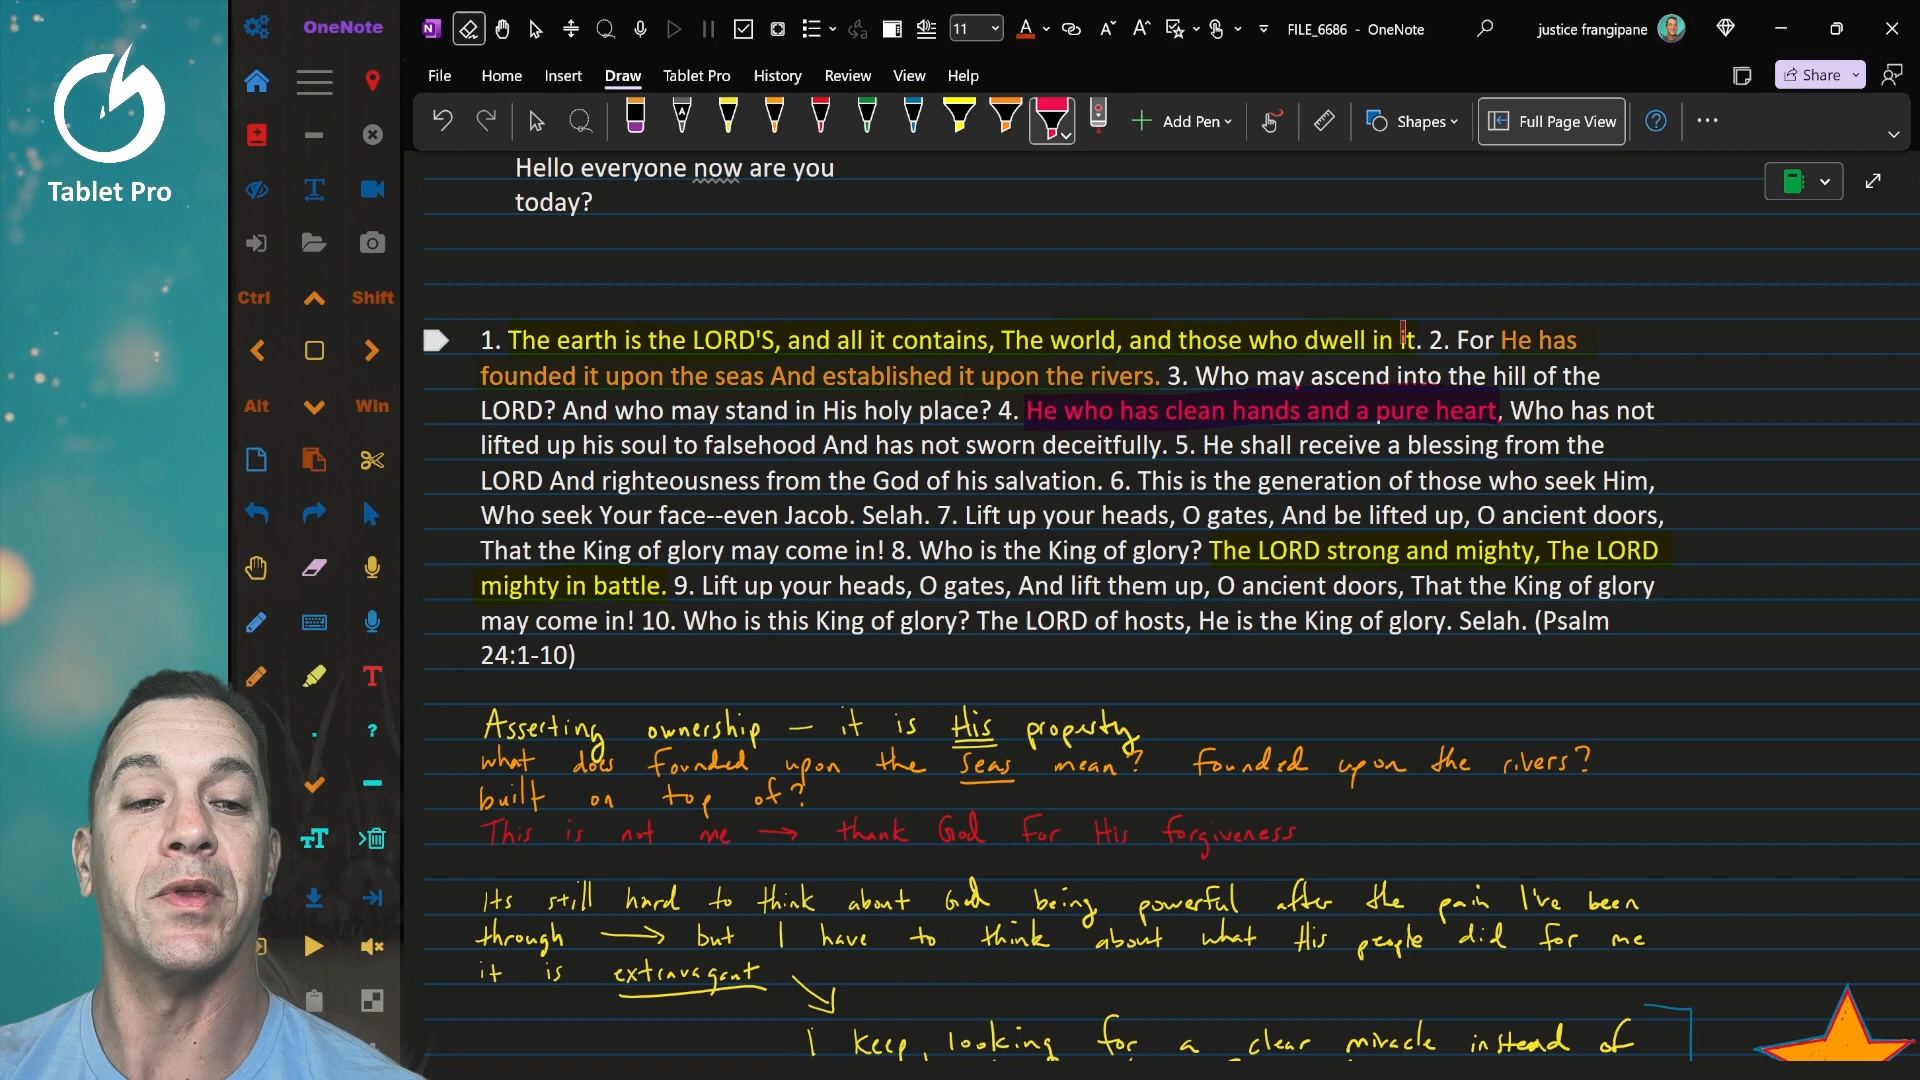 Tablet Pro
OneNote
Ctrl
Shift
Alt
Win
11
FILE_6686 - OneNote
justice frangipane
File Home Insert Draw Tablet Pro History Review View Help
Share
Add Pen
Shapes
Full Page View
Hello everyone now are you
today?
1. The earth is the LORD'S, and all it contains, The world, and those who dwell in it. 2. For He has
founded it upon the seas And established it upon the rivers. 3. Who may ascend into the hill of the
LORD? And who may stand in His holy place? 4. He who has clean hands and a pure heart, Who has not
lifted up his soul to falsehood And has not sworn deceitfully. 5. He shall receive a blessing from the
LORD And righteousness from the God of his salvation. 6. This is the generation of those who seek Him,
Who seek Your face--even Jacob. Selah. 7. Lift up your heads, O gates, And be lifted up, O ancient doors,
That the King of glory may come in! 8. Who is the King of glory? The LORD strong and mighty, The LORD
mighty in battle. 9. Lift up your heads, O gates, And lift them up, O ancient doors, That the King of glory
may come in! 10. Who is this King of glory? The LORD of hosts, He is the King of glory. Selah. (Psalm
24:1-10)
Asserting ownership — it is His property
what does founded upon the seas mean? founded upon the rivers?
built on top of?
This is not me → thank God For His forgiveness
Its still hard to think about God being powerful after the pain I've been
through → but I have to think about what His people did for me
it is extravagant
I keep looking for a clear miracle instead of